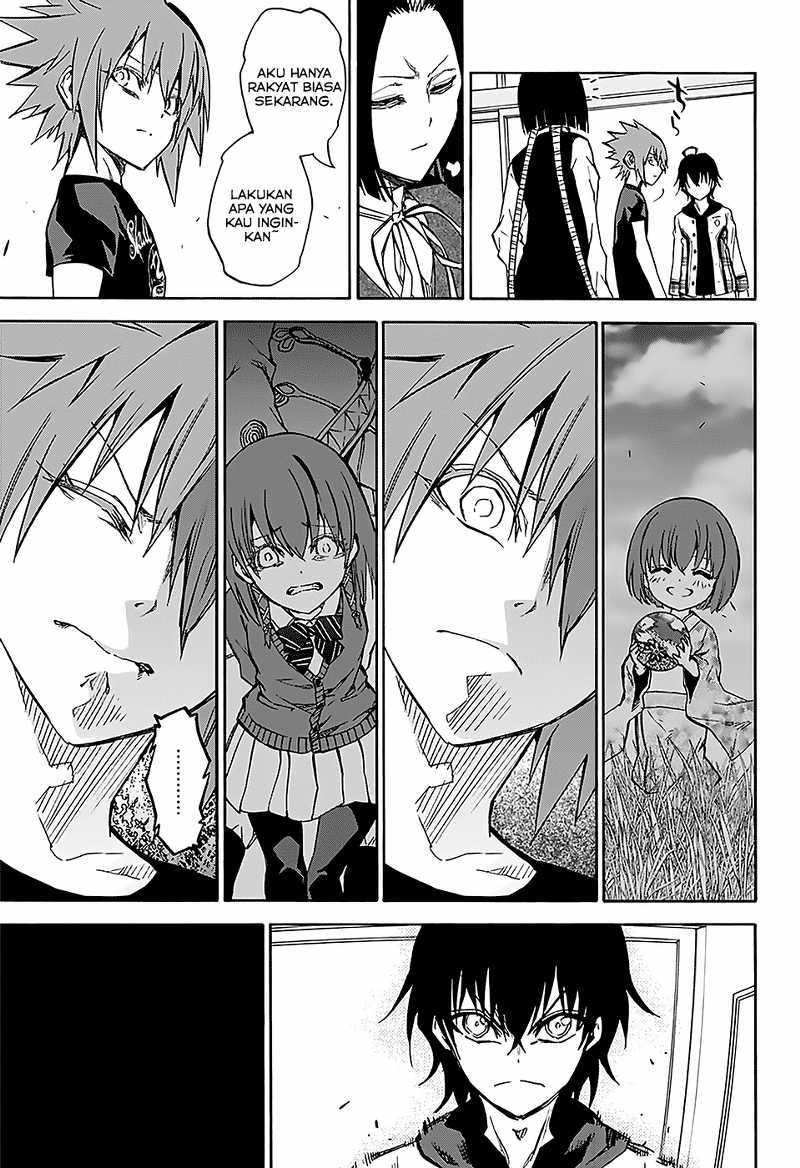 AKU HANYA
RAKYAT BIASA
SEKARANG.
LAKUKAN
APA YANG
KAU INGIN-
KAN~
.........